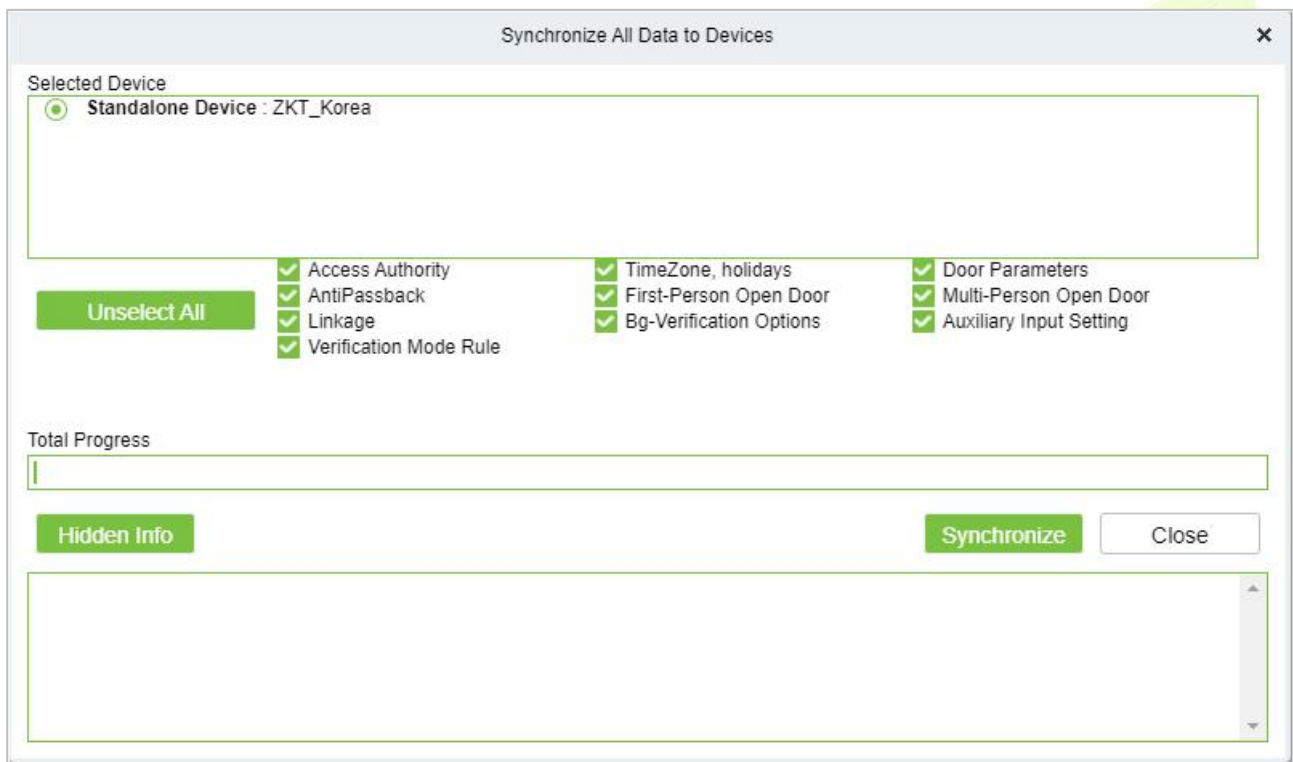 Synchronize All Data to Devices
Selected Device
Standalone Device : ZKT_Korea
Unselect All
Access Authority
TimeZone, holidays
Door Parameters
AntiPassback
First-Person Open Door
Multi-Person Open Door
Linkage
Bg-Verification Options
Auxiliary Input Setting
Verification Mode Rule
Total Progress
Hidden Info
Synchronize
Close